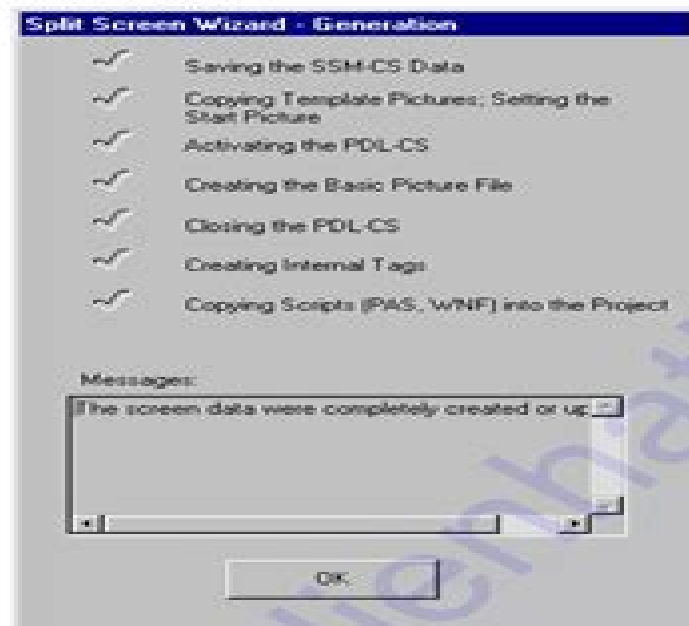 Split Screen Wizard - Generation
Saving the SSM-CS Data
Copying Template Pictures; Setting the
Start Picture
Activating the PDL-CS
Creating the Basic Picture File
Closing the PDL-CS
Creating Internal Tags
Copying Scripts (PAS, WNF) into the Project
Messages:
The screen data were completely created or up
OK